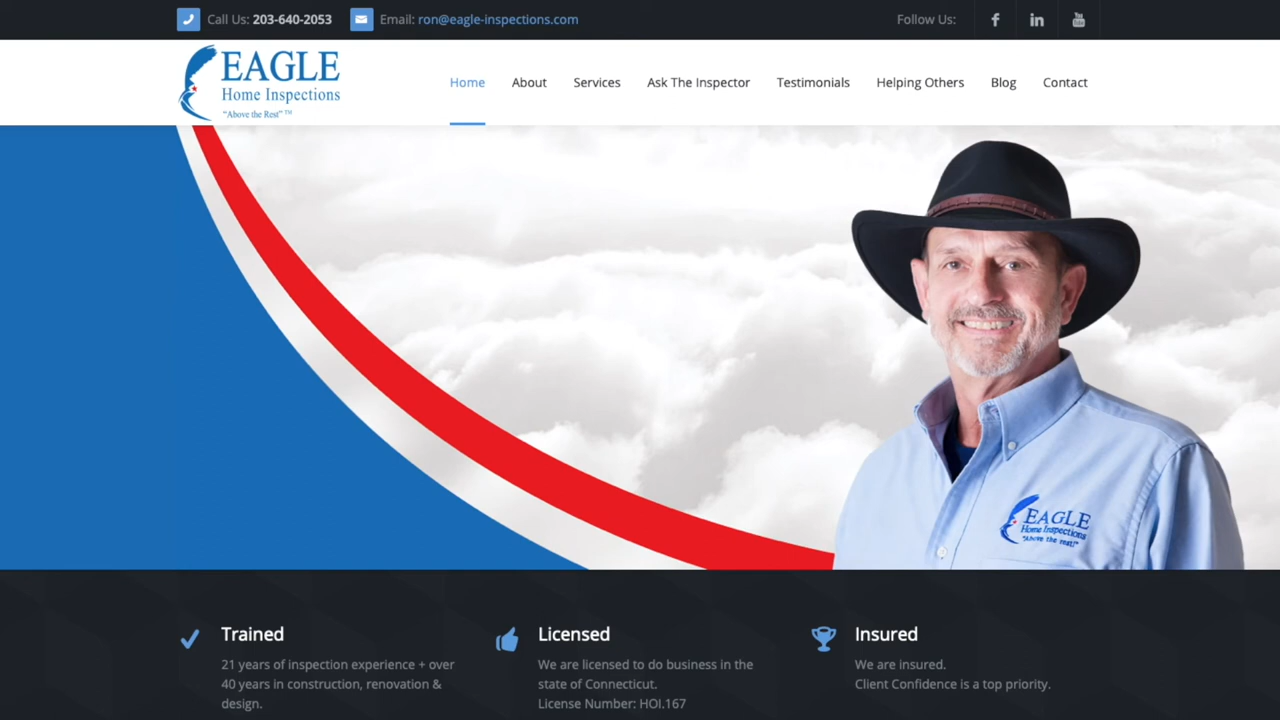 Call Us: 203-640-2053
Email: ron@eagle-inspections.com
Follow Us:
You Tube
EAGLE
Home Inspections
"Above the Rest" ™
Home
About
Services
Ask The Inspector
Testimonials
Helping Others
Blog
Contact
EAGLE
Home Inspections
"Above the rest!"
Trained
21 years of inspection experience + over
40 years in construction, renovation &
design.
Licensed
We are licensed to do business in the
state of Connecticut.
License Number: HOI.167
Insured
We are insured.
Client Confidence is a top priority.